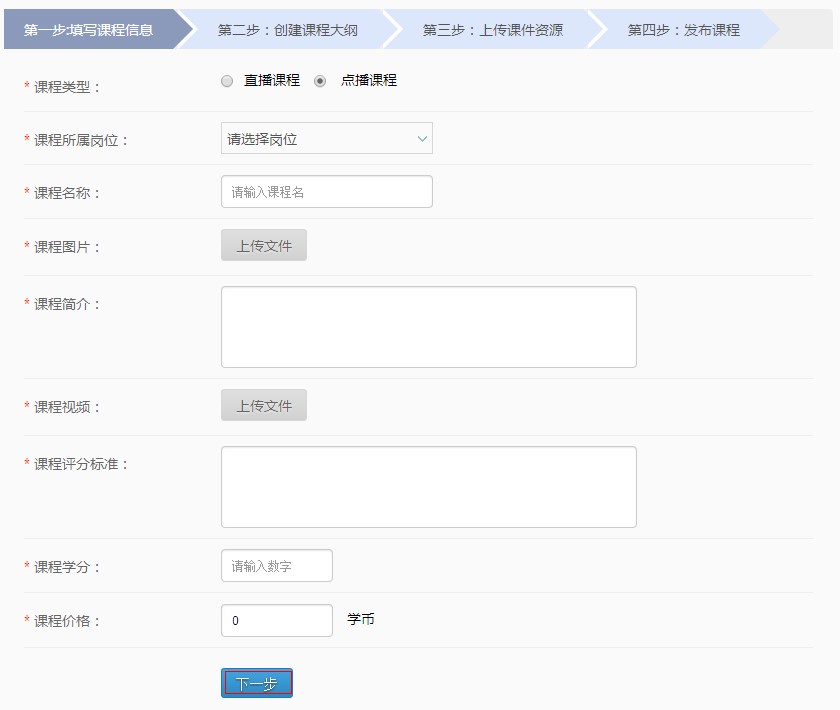 第一步:填写课程信息 第二步：创建课程大纲 第三步：上传课件资源 第四步：发布课程
* 课程类型： 直播课程 点播课程
* 课程所属岗位： 请选择岗位
* 课程名称： 请输入课程名
* 课程图片： 上传文件
* 课程简介：
* 课程视频： 上传文件
* 课程评分标准：
* 课程学分： 请输入数字
* 课程价格： 0 学币
下一步